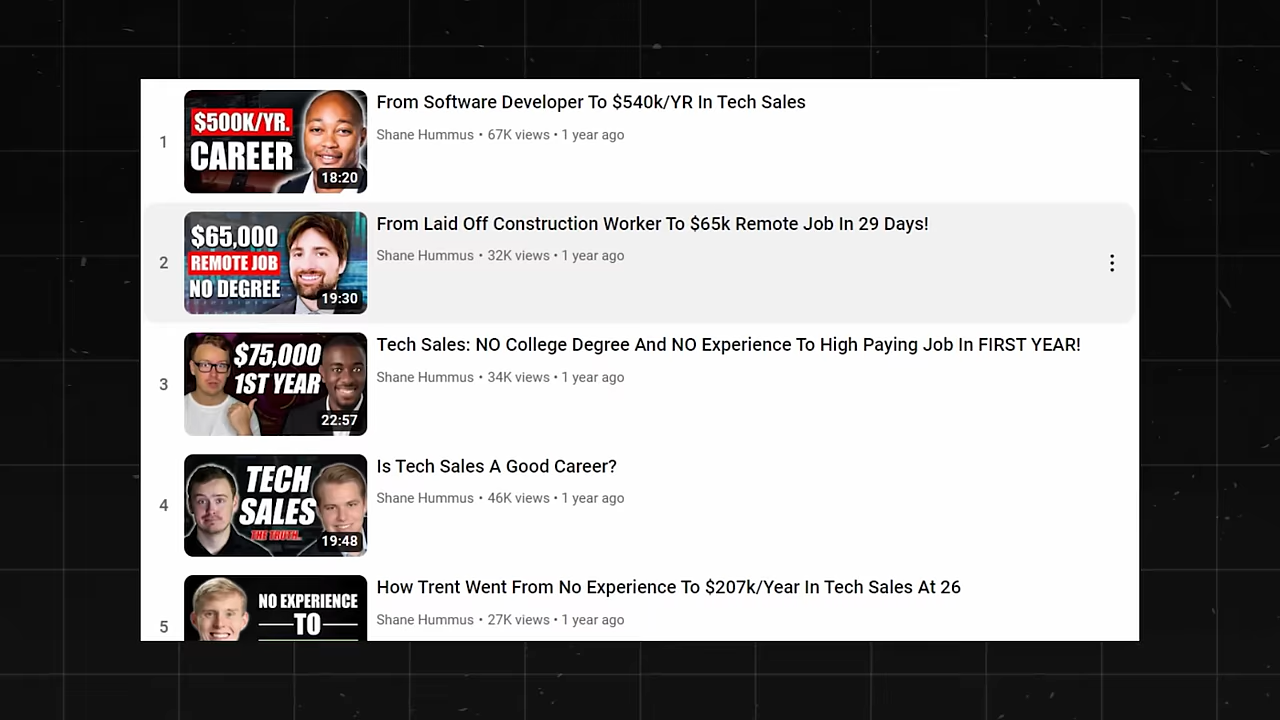 1
$500K/YR.
CAREER
18:20
From Software Developer To $540k/YR In Tech Sales
Shane Hummus • 67K views • 1 year ago
2
$65,000
REMOTE JOB
NO DEGREE
19:30
From Laid Off Construction Worker To $65k Remote Job In 29 Days!
Shane Hummus • 32K views • 1 year ago
3
$75,000
1ST YEAR
22:57
Tech Sales: NO College Degree And NO Experience To High Paying Job In FIRST YEAR!
Shane Hummus • 34K views • 1 year ago
4
TECH
SALES
THE TRUTH..
19:48
Is Tech Sales A Good Career?
Shane Hummus • 46K views • 1 year ago
5
NO EXPERIENCE
TO
How Trent Went From No Experience To $207k/Year In Tech Sales At 26
Shane Hummus • 27K views • 1 year ago